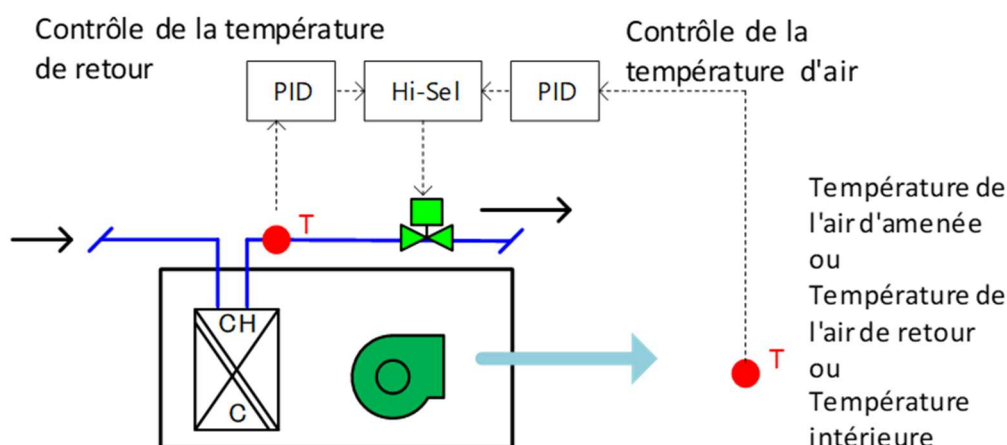 Contrôle de la température
de retour
Contrôle de la
température d'air
PID
Hi-Sel
PID
T
CH
C
T
Température de
l'air d'amenée
ou
Température de
l'air de retour
ou
Température
intérieure